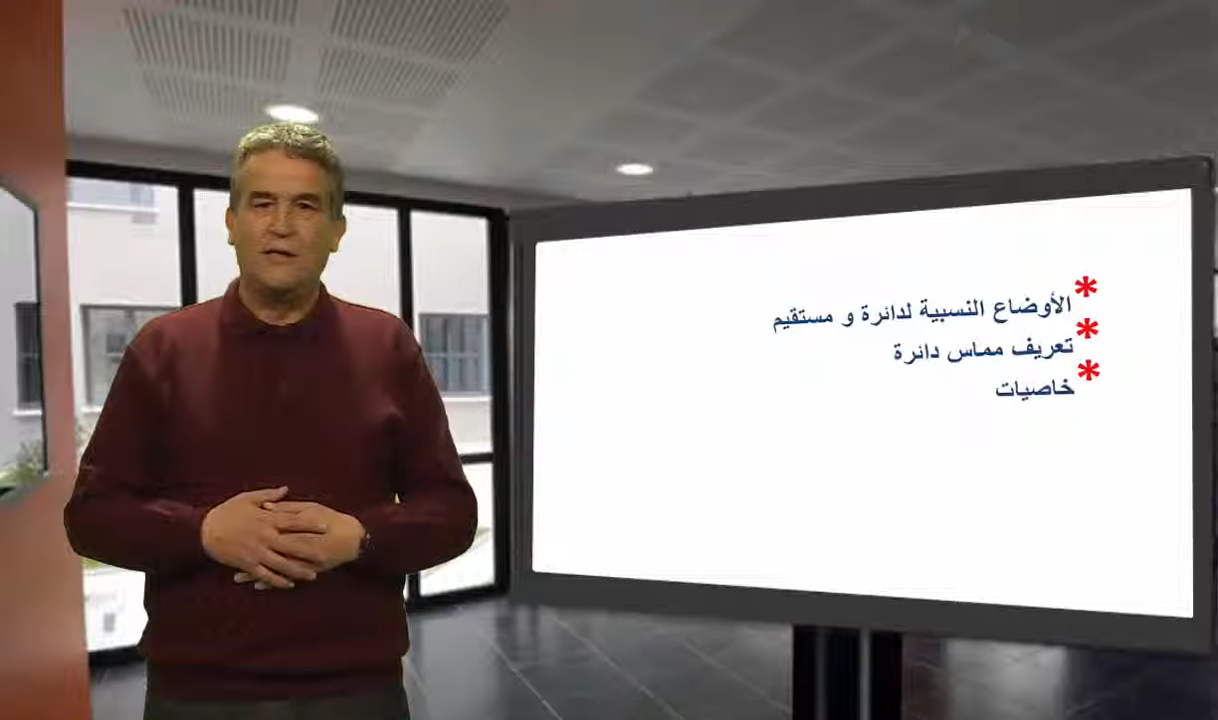 * الأوضاع النسبية لدائرة و مستقيم
* تعريف مماس دائرة
* خاصيات